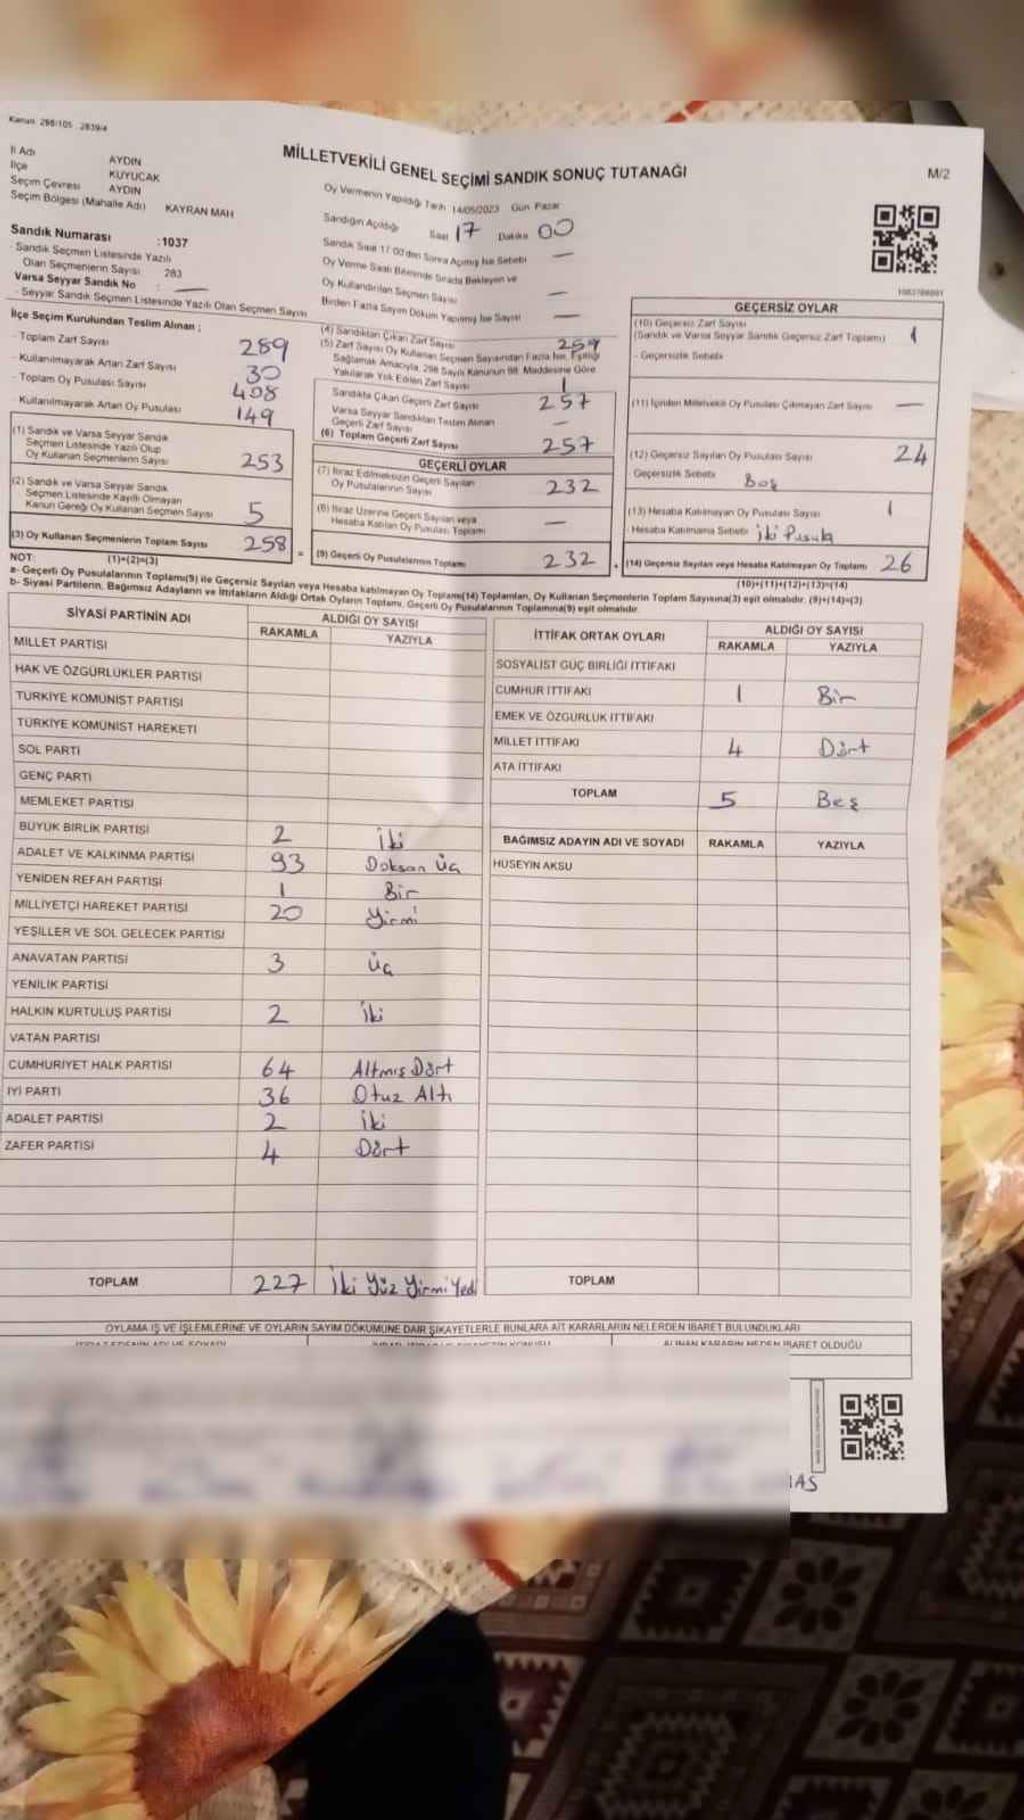 Kanun: 298/105 2839/4
MİLLETVEKİLİ GENEL SEÇİMİ SANDIK SONUÇ TUTANAĞI
M/2
İl Adı AYDIN
İlçe KUYUCAK
Seçim Çevresi AYDIN
Seçim Bölgesi (Mahalle Adı) KAYRAN MAH
Sandık Numarası :1037
- Sandık Seçmen Listesinde Yazılı
Olan Seçmenlerin Sayısı 283
Varsa Seyyar Sandık No : —
- Seyyar Sandık Seçmen Listesinde Yazılı Olan Seçmen Sayısı
Oy Vermenin Yapıldığı Tarih 14/05/2023 Gün Pazar
Sandığın Açıldığı Saat 17 Dakika 00
Sandık Saat 17:00'den Sonra Açılmış İse Sebebi —
Oy Verme Saati Bitiminde Sırada Bekleyen ve
Oy Kullandırılan Seçmen Sayısı —
Birden Fazla Sayım Döküm Yapılmış İse Sayısı —
İlçe Seçim Kurulundan Teslim Alınan ;
- Toplam Zarf Sayısı 289
- Kullanılmayarak Artan Zarf Sayısı 30
- Toplam Oy Pusulası Sayısı 408
- Kullanılmayarak Artan Oy Pusulası 149
(1) Sandık ve Varsa Seyyar Sandık
Seçmen Listesinde Yazılı Olup
Oy Kullanan Seçmenlerin Sayısı 253
(2) Sandık ve Varsa Seyyar Sandık
Seçmen Listesinde Kayıtlı Olmayan
Kanun Gereği Oy Kullanan Seçmen Sayısı 5
(3) Oy Kullanan Seçmenlerin Toplam Sayısı 258
(1)+(2)=(3)
(4) Sandıktan Çıkan Zarf Sayısı 259
(5) Zarf Sayısı Oy Kullanan Seçmen Sayısından Fazla İse, Eşitliği
Sağlamak Amacıyla, 298 Sayılı Kanunun 98. Maddesine Göre
Yakılarak Yok Edilen Zarf Sayısı 1
Sandıkta Çıkan Geçerli Zarf Sayısı 257
Varsa Seyyar Sandıktan Teslim Alınan
Geçerli Zarf Sayısı —
(6) Toplam Geçerli Zarf Sayısı 257
GEÇERLİ OYLAR
(7) İtiraz Edilmeksizin Geçerli Sayılan
Oy Pusulalarının Sayısı 232
(8) İtiraz Üzerine Geçerli Sayılan veya
Hesaba Katılan Oy Pusulası Toplamı —
= (9) Geçerli Oy Pusulalarının Toplamı 232
GEÇERSİZ OYLAR
(10) Geçersiz Zarf Sayısı 1
(Sandık ve Varsa Seyyar Sandık Geçersiz Zarf Toplamı)
- Geçersizlik Sebebi
(11) İçinden Milletvekili Oy Pusulası Çıkmayan Zarf Sayısı —
(12) Geçersiz Sayılan Oy Pusulası Sayısı 24
Geçersizlik Sebebi Boş
(13) Hesaba Katılmayan Oy Pusulası Sayısı 1
- Hesaba Katılmama Sebebi İki Pusula
+ (14) Geçersiz Sayılan veya Hesaba Katılmayan Oy Toplamı 26
(10)+(11)+(12)+(13)=(14)
NOT:
a- Geçerli Oy Pusulalarının Toplamı(9) ile Geçersiz Sayılan veya Hesaba katılmayan Oy Toplamı(14) Toplamları, Oy Kullanan Seçmenlerin Toplam Sayısına(3) eşit olmalıdır. (9)+(14)=(3)
b- Siyasi Partilerin, Bağımsız Adayların ve İttifakların Aldığı Ortak Oyların Toplamı, Geçerli Oy Pusulalarının Toplamına(9) eşit olmalıdır.
SİYASİ PARTİNİN ADI ALDIĞI OY SAYISI
RAKAMLA YAZIYLA
MİLLET PARTİSİ
HAK VE ÖZGÜRLÜKLER PARTİSİ
TÜRKİYE KOMÜNİST PARTİSİ
TÜRKİYE KOMÜNİST HAREKETİ
SOL PARTİ
GENÇ PARTİ
MEMLEKET PARTİSİ
BÜYÜK BİRLİK PARTİSİ 2 İki
ADALET VE KALKINMA PARTİSİ 93 Doksan Üç
YENİDEN REFAH PARTİSİ 1 Bir
MİLLİYETÇİ HAREKET PARTİSİ 20 Yirmi
YEŞİLLER VE SOL GELECEK PARTİSİ
ANAVATAN PARTİSİ 3 Üç
YENİLİK PARTİSİ
HALKIN KURTULUŞ PARTİSİ 2 İki
VATAN PARTİSİ
CUMHURİYET HALK PARTİSİ 64 Altmış Dört
İYİ PARTİ 36 Otuz Altı
ADALET PARTİSİ 2 İki
ZAFER PARTİSİ 4 Dört
TOPLAM 227 İki Yüz Yirmi Yedi
İTTİFAK ORTAK OYLARI ALDIĞI OY SAYISI
RAKAMLA YAZIYLA
SOSYALİST GÜÇ BİRLİĞİ İTTİFAKI
CUMHUR İTTİFAKI 1 Bir
EMEK VE ÖZGÜRLÜK İTTİFAKI
MİLLET İTTİFAKI 4 Dört
ATA İTTİFAKI
TOPLAM 5 Beş
BAĞIMSIZ ADAYIN ADI VE SOYADI RAKAMLA YAZIYLA
HÜSEYİN AKSU
TOPLAM
OYLAMA İŞ VE İŞLEMLERİNE VE OYLARIN SAYIM DÖKÜMÜNE DAİR ŞİKAYETLERLE BUNLARA AİT KARARLARIN NELERDEN İBARET BULUNDUKLARI
ALINAN KARARIN NEDEN İBARET OLDUĞU